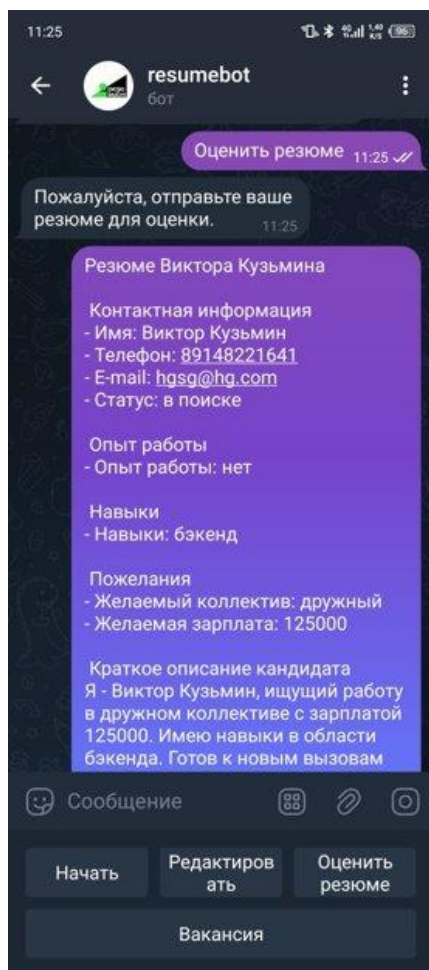 11:25
96
resumebot
бот
Оценить резюме 11:25
Пожалуйста, отправьте ваше
резюме для оценки. 11:25
Резюме Виктора Кузьмина
Контактная информация
- Имя: Виктор Кузьмин
- Телефон: 89148221641
- E-mail: hgsg@hg.com
- Статус: в поиске
Опыт работы
- Опыт работы: нет
Навыки
- Навыки: бэкенд
Пожелания
- Желаемый коллектив: дружный
- Желаемая зарплата: 125000
Краткое описание кандидата
Я - Виктор Кузьмин, ищущий работу
в дружном коллективе с зарплатой
125000. Имею навыки в области
бэкенда. Готов к новым вызовам
Сообщение
Начать
Редактиров
ать
Оценить
резюме
Вакансия